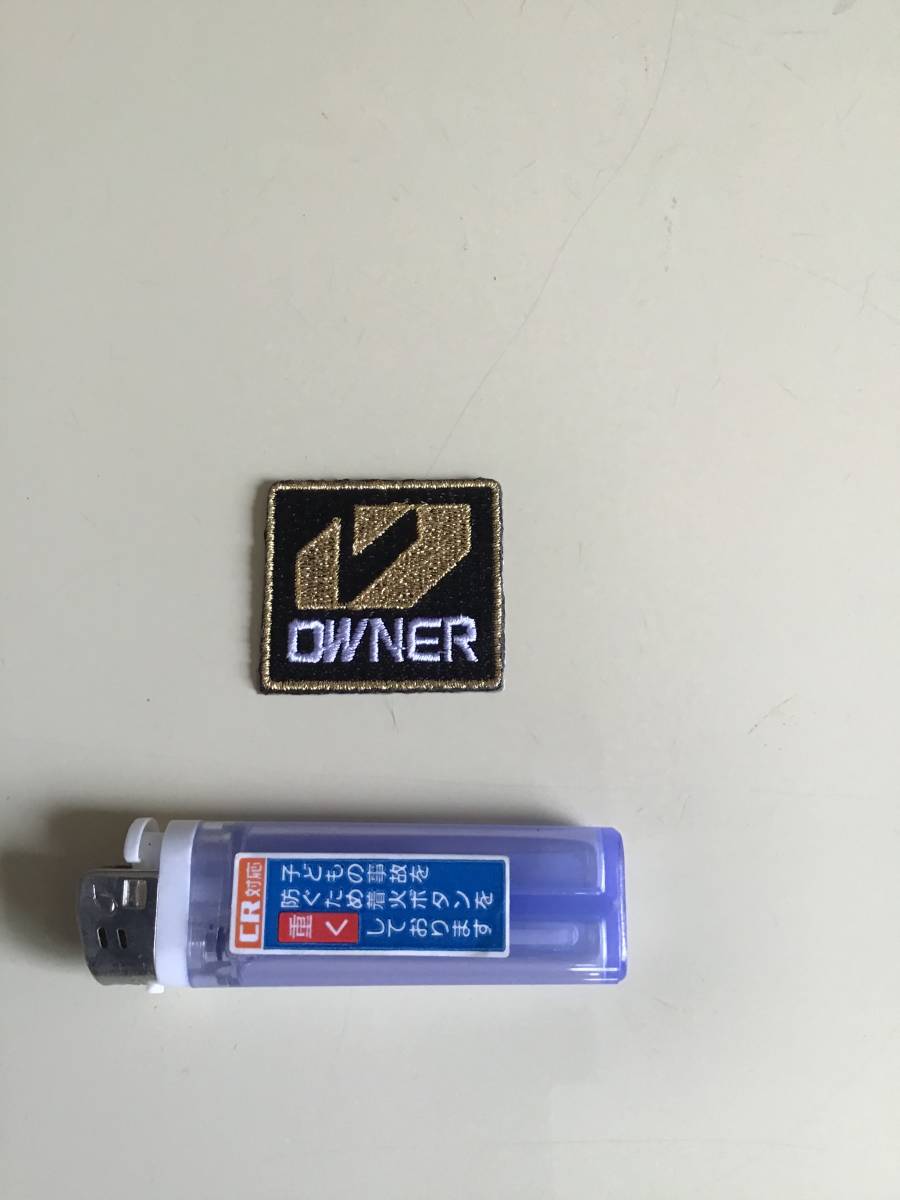 OWNER
CR対応
子どもの事故を
防ぐため着火ボタンを
重くしております